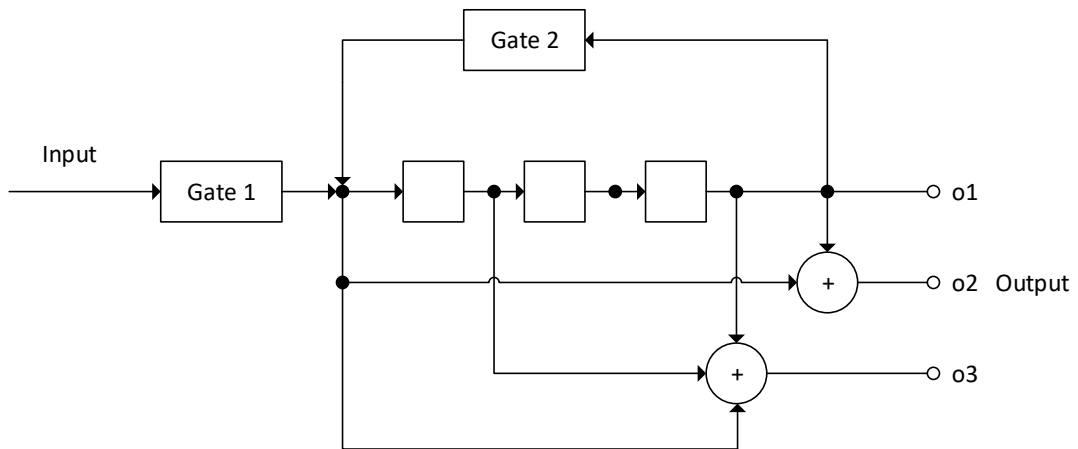 Gate 2
Input
Gate 1
o1
+
o2 Output
+
o3